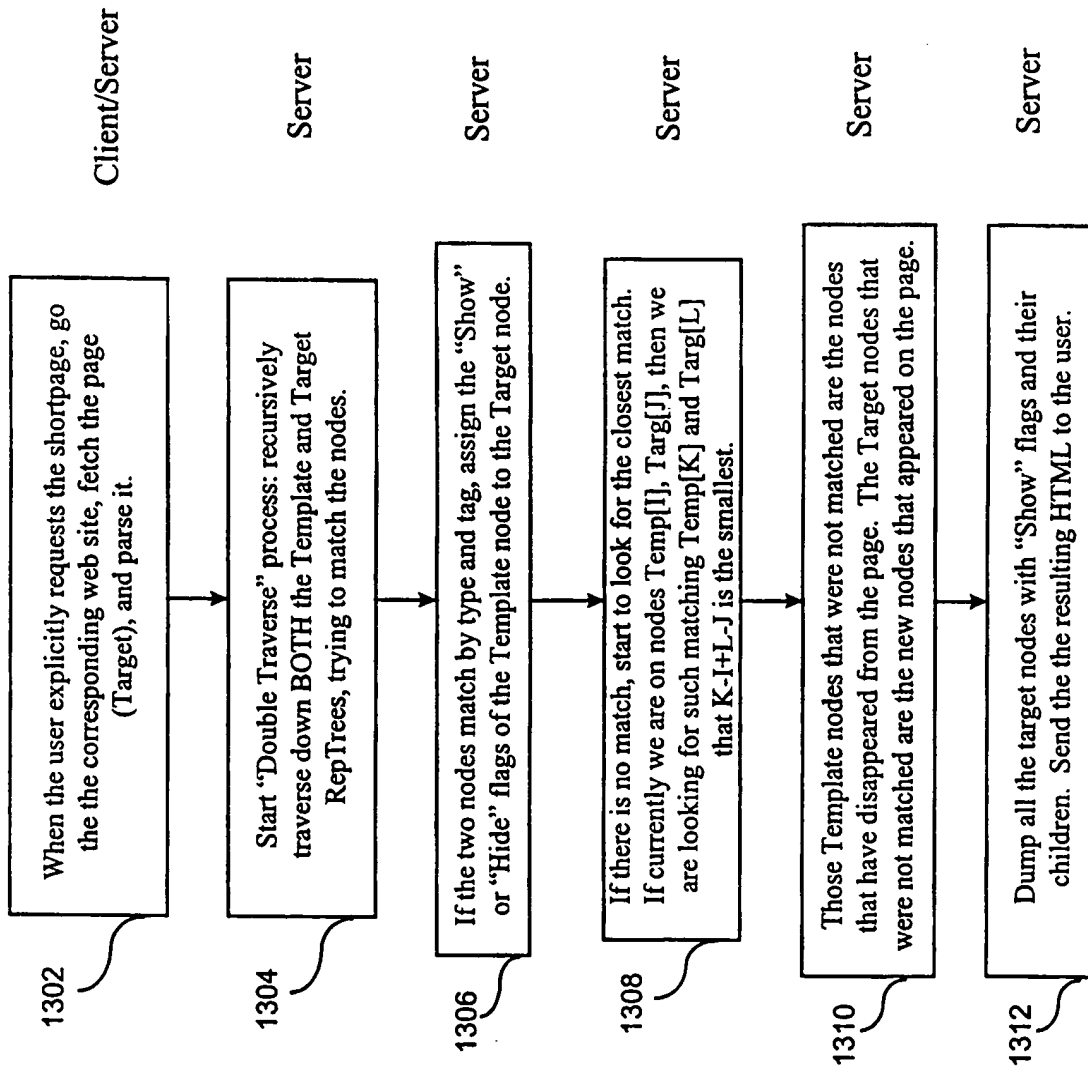 1302
When the user explicitly requests the shortpage, go
the the corresponding web site, fetch the page
(Target), and parse it.
Client/Server
1304
Start “Double Traverse” process: recursively
traverse down BOTH the Template and Target
RepTrees, trying to match the nodes.
Server
1306
If the two nodes match by type and tag, assign the “Show”
or “Hide” flags of the Template node to the Target node.
Server
1308
If there is no match, start to look for the closest match.
If currently we are on nodes Temp[I], Targ[J], then we
are looking for such matching Temp[K] and Targ[L]
that K-I+L-J is the smallest.
Server
1310
Those Template nodes that were not matched are the nodes
that have disappeared from the page. The Target nodes that
were not matched are the new nodes that appeared on the page.
Server
1312
Dump all the target nodes with “Show” flags and their
children. Send the the resulting HTML to the user.
Server